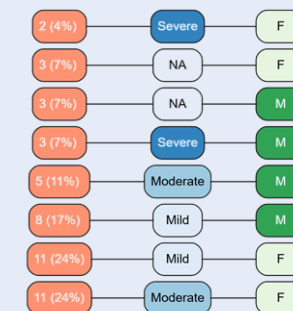 2 (4%) Severe F
3 (7%) NA F
3 (7%) NA M
3 (7%) Severe M
5 (11%) Moderate M
8 (17%) Mild M
11 (24%) Mild F
11 (24%) Moderate F